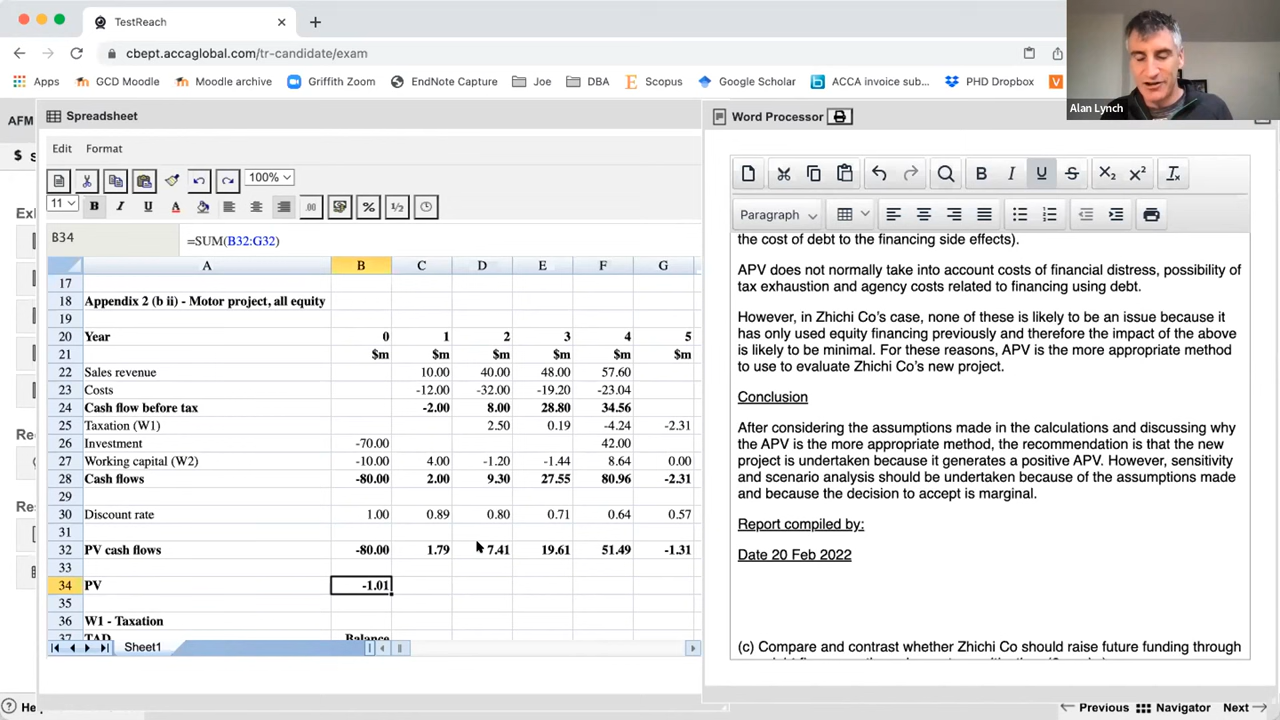 TestReach
cbept.accaglobal.com/tr-candidate/exam
Apps GCD Moodle Moodle archive Griffith Zoom EndNote Capture Joe DBA Scopus Google Scholar ACCA invoice sub... PHD Dropbox
Alan Lynch
AFM
Spreadsheet
Edit Format
100%
11
B34 =SUM(B32:G32)
A B C D E F G
17
18 Appendix 2 (b ii) - Motor project, all equity
19
20 Year 0 1 2 3 4 5
21 $m $m $m $m $m $m
22 Sales revenue 10.00 40.00 48.00 57.60
23 Costs -12.00 -32.00 -19.20 -23.04
24 Cash flow before tax -2.00 8.00 28.80 34.56
25 Taxation (W1) 2.50 0.19 -4.24 -2.31
26 Investment -70.00 42.00
27 Working capital (W2) -10.00 4.00 -1.20 -1.44 8.64 0.00
28 Cash flows -80.00 2.00 9.30 27.55 80.96 -2.31
29
30 Discount rate 1.00 0.89 0.80 0.71 0.64 0.57
31
32 PV cash flows -80.00 1.79 7.41 19.61 51.49 -1.31
33
34 PV -1.01
35
36 W1 - Taxation
37 TAD Balance
Sheet1
Word Processor
Paragraph
the cost of debt to the financing side effects).
APV does not normally take into account costs of financial distress, possibility of
tax exhaustion and agency costs related to financing using debt.
However, in Zhichi Co's case, none of these is likely to be an issue because it
has only used equity financing previously and therefore the impact of the above
is likely to be minimal. For these reasons, APV is the more appropriate method
to use to evaluate Zhichi Co's new project.
Conclusion
After considering the assumptions made in the calculations and discussing why
the APV is the more appropriate method, the recommendation is that the new
project is undertaken because it generates a positive APV. However, sensitivity
and scenario analysis should be undertaken because of the assumptions made
and because the decision to accept is marginal.
Report compiled by:
Date 20 Feb 2022
(c) Compare and contrast whether Zhichi Co should raise future funding through
Previous Navigator Next